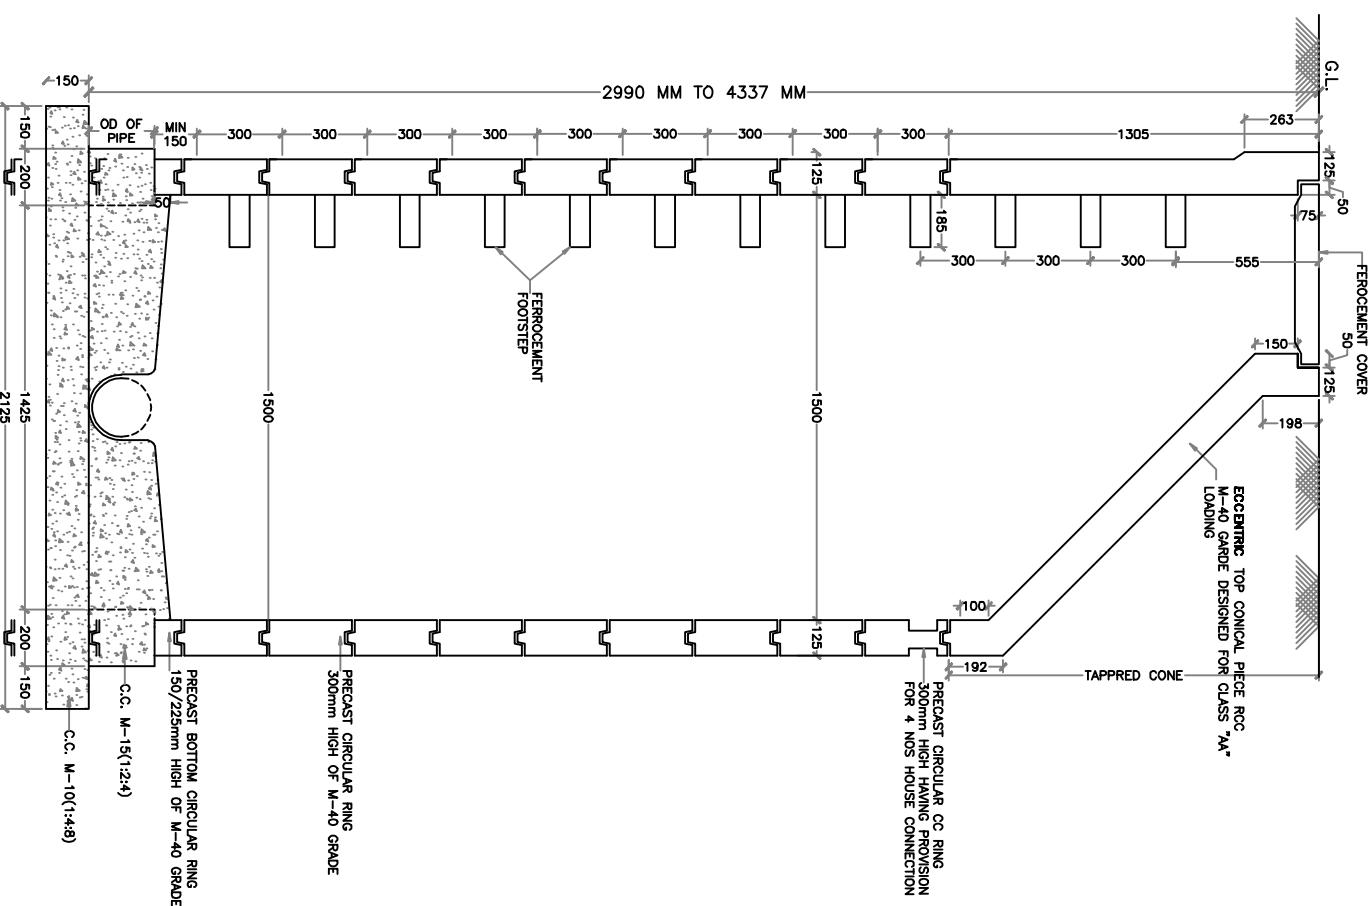 G.L.
150
2990 MM TO 4337 MM
263
150
OD OF
PIPE
MIN
150
300
300
300
300
300
300
300
300
300
1305
200
125
125
50
50
185
75
300
300
300
555
FEROCEMENT COVER
FERROCEMENT
FOOTSTEP
150
50
125
1425
2125
1500
1500
198
ECCENTRIC TOP CONICAL PIECE RCC
M-40 GARDE DESIGNED FOR CLASS "AA"
LOADING
100
125
192
TAPPRED CONE
200
150
PRECAST CIRCULAR CC RING
300mm HIGH HAVING PROVISION
FOR 4 NOS HOUSE CONNECTION
PRECAST CIRCULAR RING
300mm HIGH OF M-40 GRADE
PRECAST BOTTOM CIRCULAR RING
150/225mm HIGH OF M-40 GRADE
C.C. M-15(1:2:4)
C.C. M-10(1:4:8)